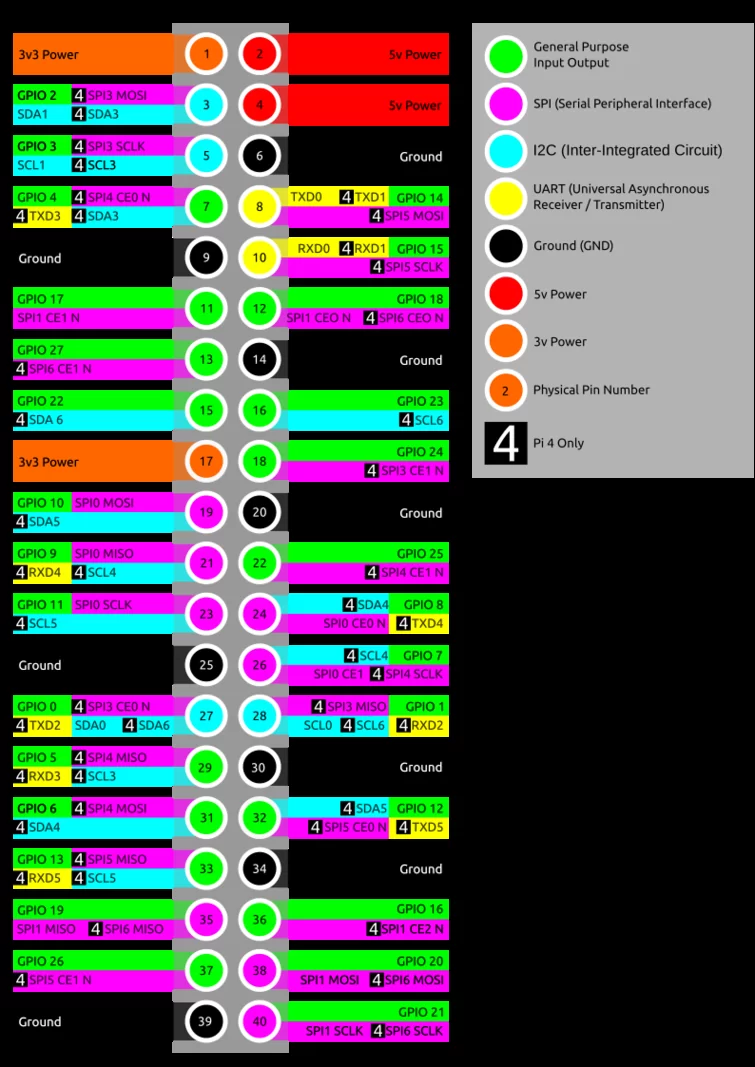 3v3 Power 1 2 5v Power
GPIO 2 4 SPI3 MOSI
SDA1 4 SDA3 3 4 5v Power
GPIO 3 4 SPI3 SCLK
SCL1 4 SCL3 5 6 Ground
GPIO 4 4 SPI4 CE0 N TXD0 4 TXD1 GPIO 14
4 TXD3 4 SDA3 7 8 4 SPI5 MOSI
Ground 9 10 RXD0 4 RXD1 GPIO 15
4 SPI5 SCLK
GPIO 17 11 12 GPIO 18
SPI1 CE1 N SPI1 CEO N 4 SPI6 CEO N
GPIO 27 13 14 Ground
4 SPI6 CE1 N
GPIO 22 15 16 GPIO 23
4 SDA 6 4 SCL6
3v3 Power 17 18 GPIO 24
4 SPI3 CE1 N
GPIO 10 SPI0 MOSI 19 20 Ground
4 SDA5
GPIO 9 SPI0 MISO 21 22 GPIO 25
4 RXD4 4 SCL4 4 SPI4 CE1 N
GPIO 11 SPI0 SCLK 23 24 4 SDA4 GPIO 8
4 SCL5 SPI0 CE0 N 4 TXD4
Ground 25 26 4 SCL4 GPIO 7
SPI0 CE1 4 SPI4 SCLK
GPIO 0 4 SPI3 CE0 N 27 28 4 SPI3 MISO GPIO 1
4 TXD2 SDA0 4 SDA6 SCL0 4 SCL6 4 RXD2
GPIO 5 4 SPI4 MISO 29 30 Ground
4 RXD3 4 SCL3
GPIO 6 4 SPI4 MOSI 31 32 4 SDA5 GPIO 12
4 SDA4 4 SPI5 CE0 N 4 TXD5
GPIO 13 4 SPI5 MISO 33 34 Ground
4 RXD5 4 SCL5
GPIO 19 35 36 GPIO 16
SPI1 MISO 4 SPI6 MISO 4 SPI1 CE2 N
GPIO 26 37 38 GPIO 20
4 SPI5 CE1 N SPI1 MOSI 4 SPI6 MOSI
Ground 39 40 GPIO 21
SPI1 SCLK 4 SPI6 SCLK
General Purpose
Input Output
SPI (Serial Peripheral Interface)
I2C (Inter-Integrated Circuit)
UART (Universal Asynchronous
Receiver / Transmitter)
Ground (GND)
5v Power
3v Power
2 Physical Pin Number
4 Pi 4 Only